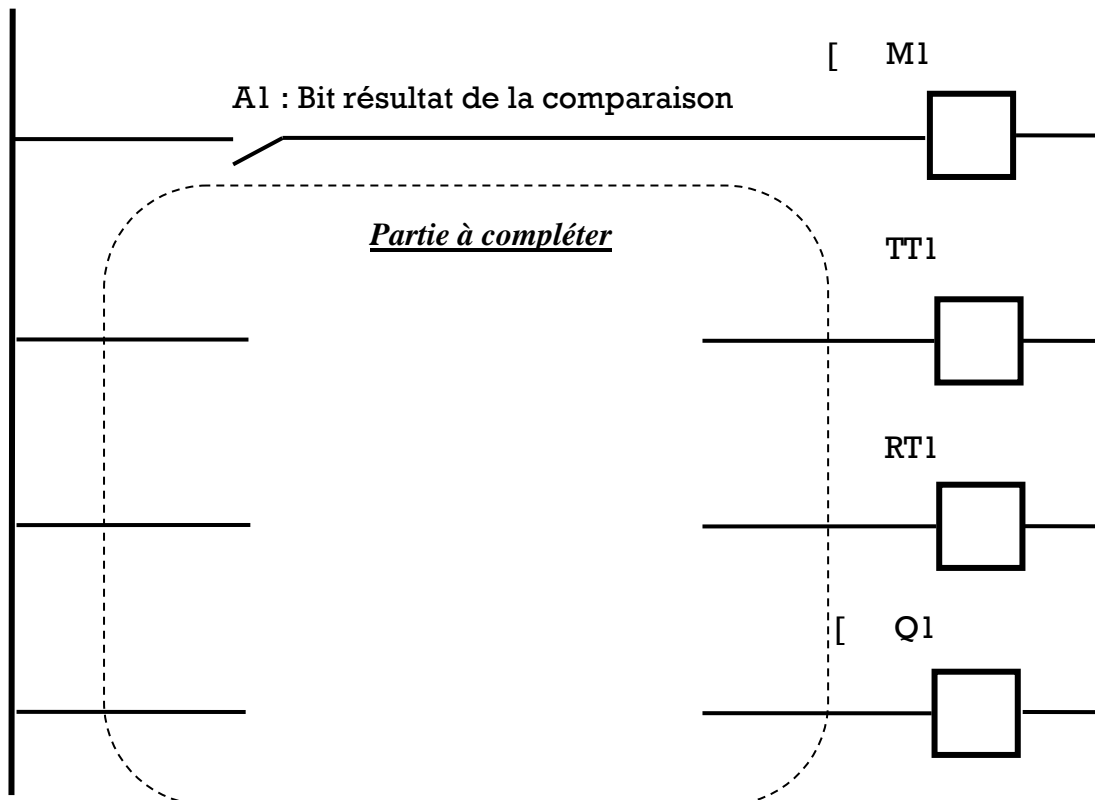 [ M1
A1 : Bit résultat de la comparaison
Partie à compléter
TT1
RT1
[ Q1